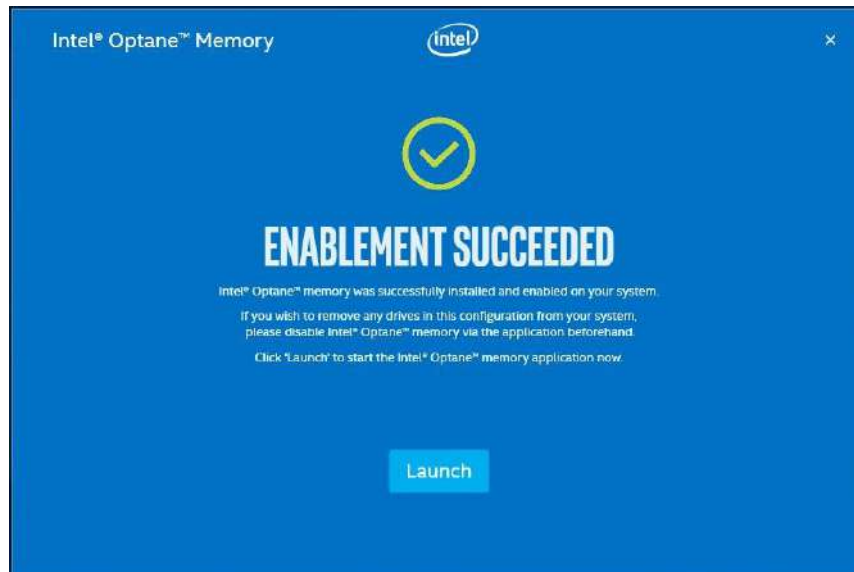 Intel® Optane™ Memory
intel
×
ENABLEMENT SUCCEEDED
Intel® Optane™ memory was successfully installed and enabled on your system.
If you wish to remove any drives in this configuration from your system,
please disable Intel® Optane™ memory via the application beforehand.
Click 'Launch' to start the Intel® Optane™ memory application now.
Launch